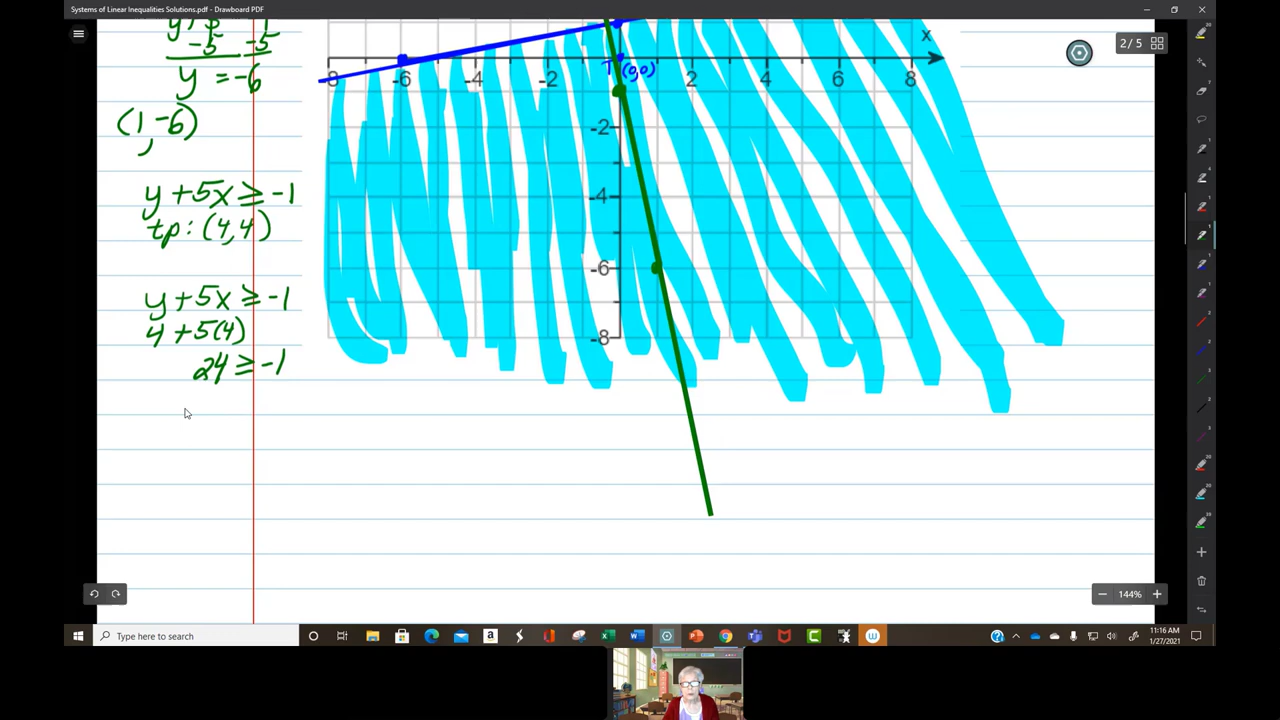 Systems of Linear Inequalities Solutions.pdf - Drawboard PDF
-5 -5
y = -6
(1,-6)
y + 5x ≥ -1
tp: (4,4)
y + 5x ≥ -1
4 + 5(4)
24 ≥ -1
x
-8 -6 -4 -2 T (0,0) 2 4 6 8
-2
-4
-6
-8
2/5
144%
Type here to search
11:16 AM
1/27/2021